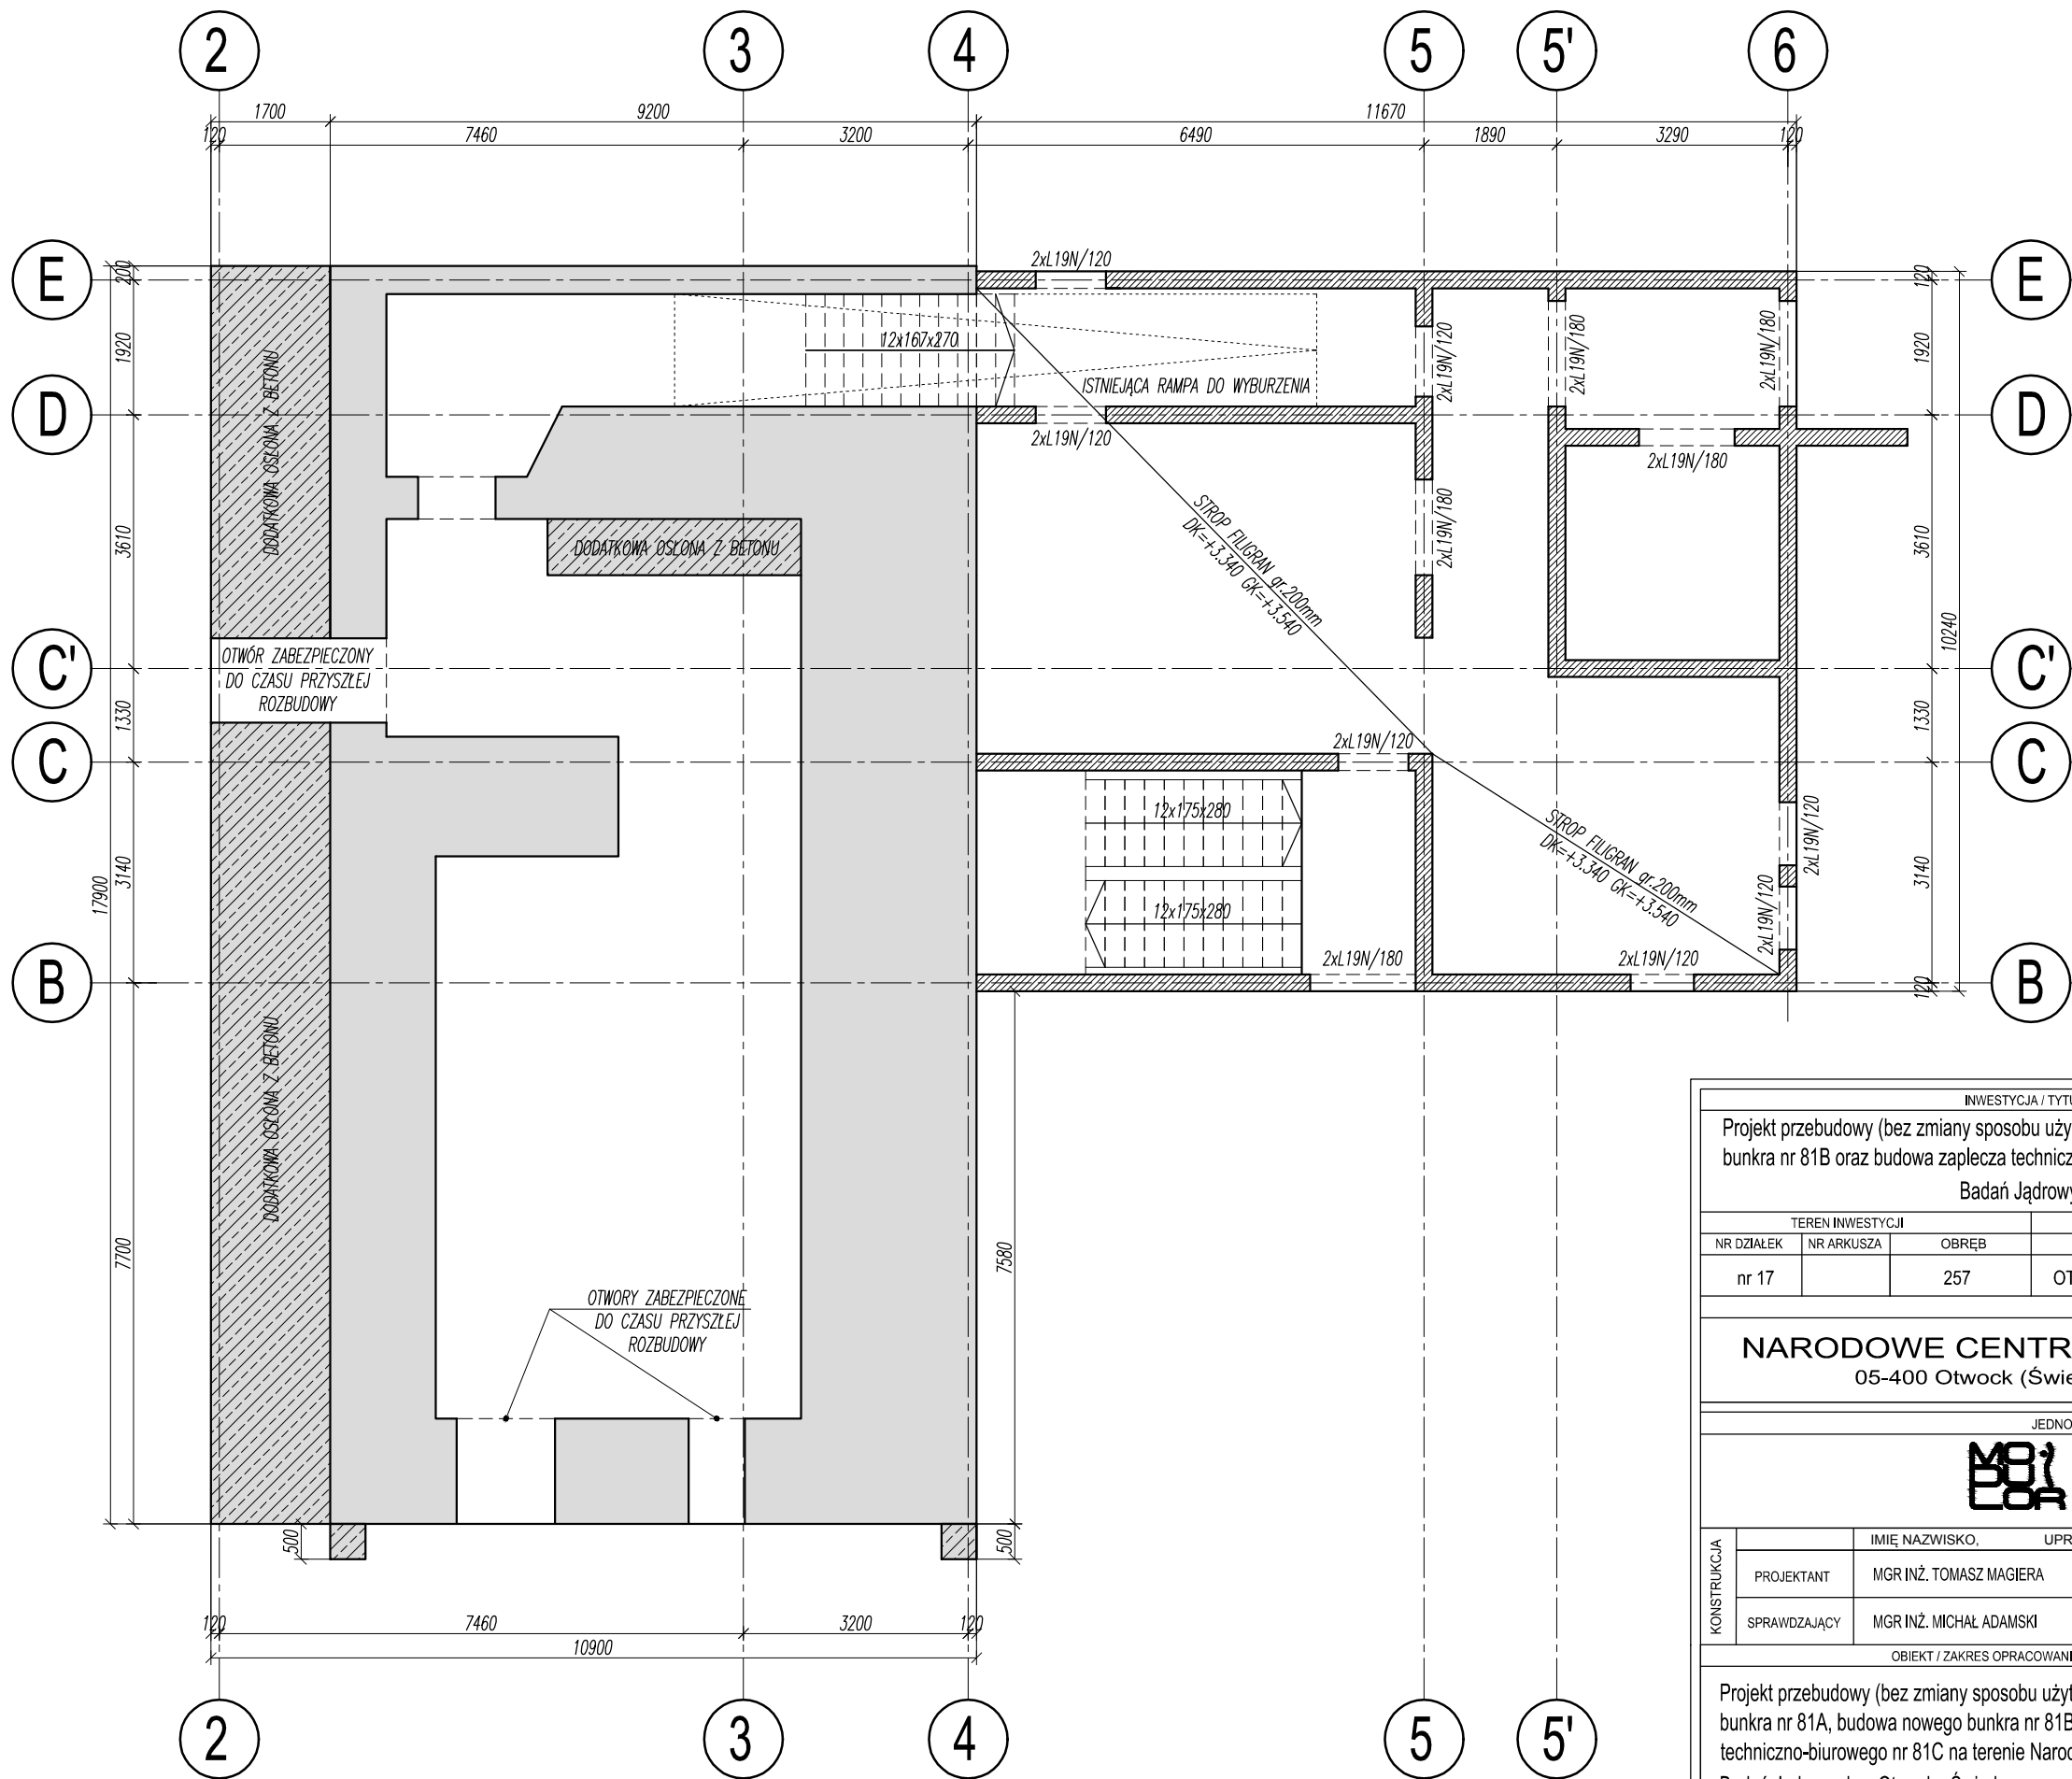 2 3 4 5 5' 6
1700 9200 11670
120 7460 3200 6490 1890 3290 120
E E
D D
C' C'
C C
B B
200
1920
3610
1330
3140
17900
7700
500
120
1920
3610
1330
3140
120
10240
7580
500
2xL19N/120
12x167x270
ISTNIEJĄCA RAMPA DO WYBURZENIA
2xL19N/120
2xL19N/120
2xL19N/180
2xL19N/180
2xL19N/180
2xL19N/180
DODATKOWA OSŁONA Z BETONU
DODATKOWA OSŁONA Z BETONU
STROP FILIGRAN gr.200mm
DK=+3.340 GK=+3.540
OTWÓR ZABEZPIECZONY
DO CZASU PRZYSZŁEJ
ROZBUDOWY
2xL19N/120
12x175x280
12x175x280
STROP FILIGRAN gr.200mm
DK=+3.340 GK=+3.540
2xL19N/120
2xL19N/120
2xL19N/180
2xL19N/120
DODATKOWA OSŁONA Z BETONU
OTWORY ZABEZPIECZONE
DO CZASU PRZYSZŁEJ
ROZBUDOWY
120 7460 3200 120
10900
2 3 4 5 5'
INWESTYCJA / TYTU
Projekt przebudowy (bez zmiany sposobu uży
bunkra nr 81B oraz budowa zaplecza technicz
Badań Jądrowy
TEREN INWESTYCJI
NR DZIAŁEK NR ARKUSZA OBRĘB
nr 17 257 OT
NARODOWE CENTR
05-400 Otwock (Świe
JEDNO
MODULOR
KONSTRUKCJA
IMIĘ NAZWISKO, UPR
PROJEKTANT MGR INŻ. TOMASZ MAGIERA
SPRAWDZAJĄCY MGR INŻ. MICHAŁ ADAMSKI
OBIEKT / ZAKRES OPRACOWANI
Projekt przebudowy (bez zmiany sposobu użyt
bunkra nr 81A, budowa nowego bunkra nr 81B
techniczno-biurowego nr 81C na terenie Naroc